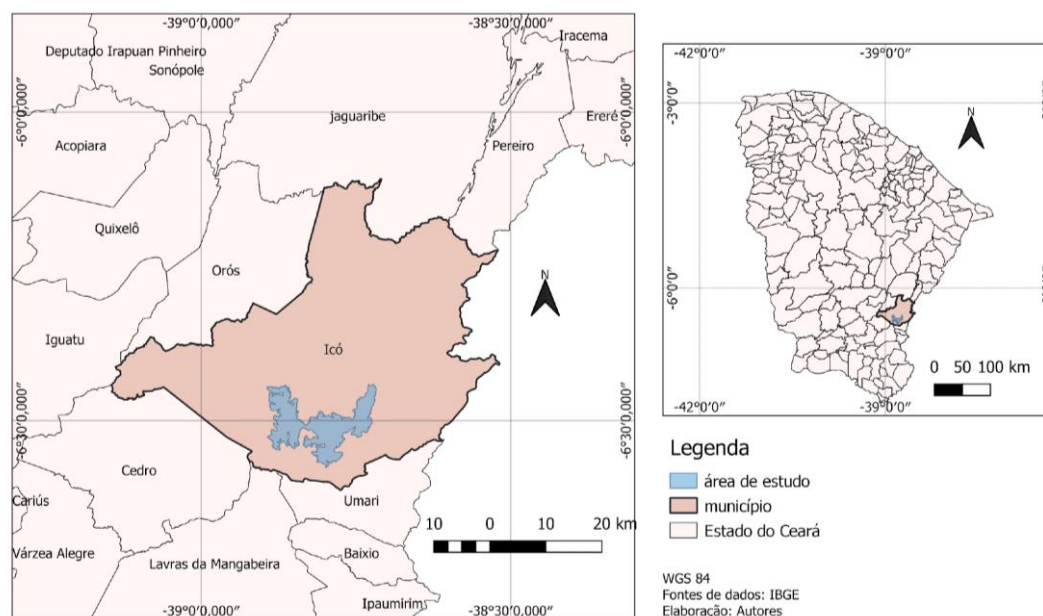 -39°0'0,000" -38°30'0,000"
Iracema
Deputado Irapuan Pinheiro
Sonópole
-6°0'0,000" -6°0'0,000"
jaguaribe
Ereré
Acopiara
Pereiro
Quixelô
Orós
N
Iguatu
Icó
-6°30'0,000" -6°30'0,000"
Cedro
Cariús
Umari
10 0 10 20 km
Várzea Alegre
Lavras da Mangabeira
Baixio
Ipaumirim
-39°0'0,000" -38°30'0,000"
-42°0'0" -39°0'0"
-3°0'0"
N
-6°0'0"
0 50 100 km
-42°0'0" -39°0'0"
Legenda
área de estudo
município
Estado do Ceará
WGS 84
Fontes de dados: IBGE
Elaboração: Autores